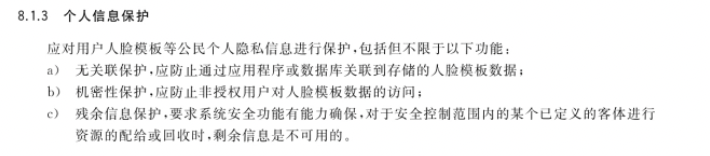 8.1.3 个人信息保护
应对用户人脸模板等公民个人隐私信息进行保护,包括但不限于以下功能:
a) 无关联保护,应防止通过应用程序或数据库关联到存储的人脸模板数据;
b) 机密性保护,应防止非授权用户对人脸模板数据的访问;
c) 残余信息保护,要求系统安全功能有能力确保,对于安全控制范围内的某个已定义的客体进行
资源的配给或回收时,剩余信息是不可用的。